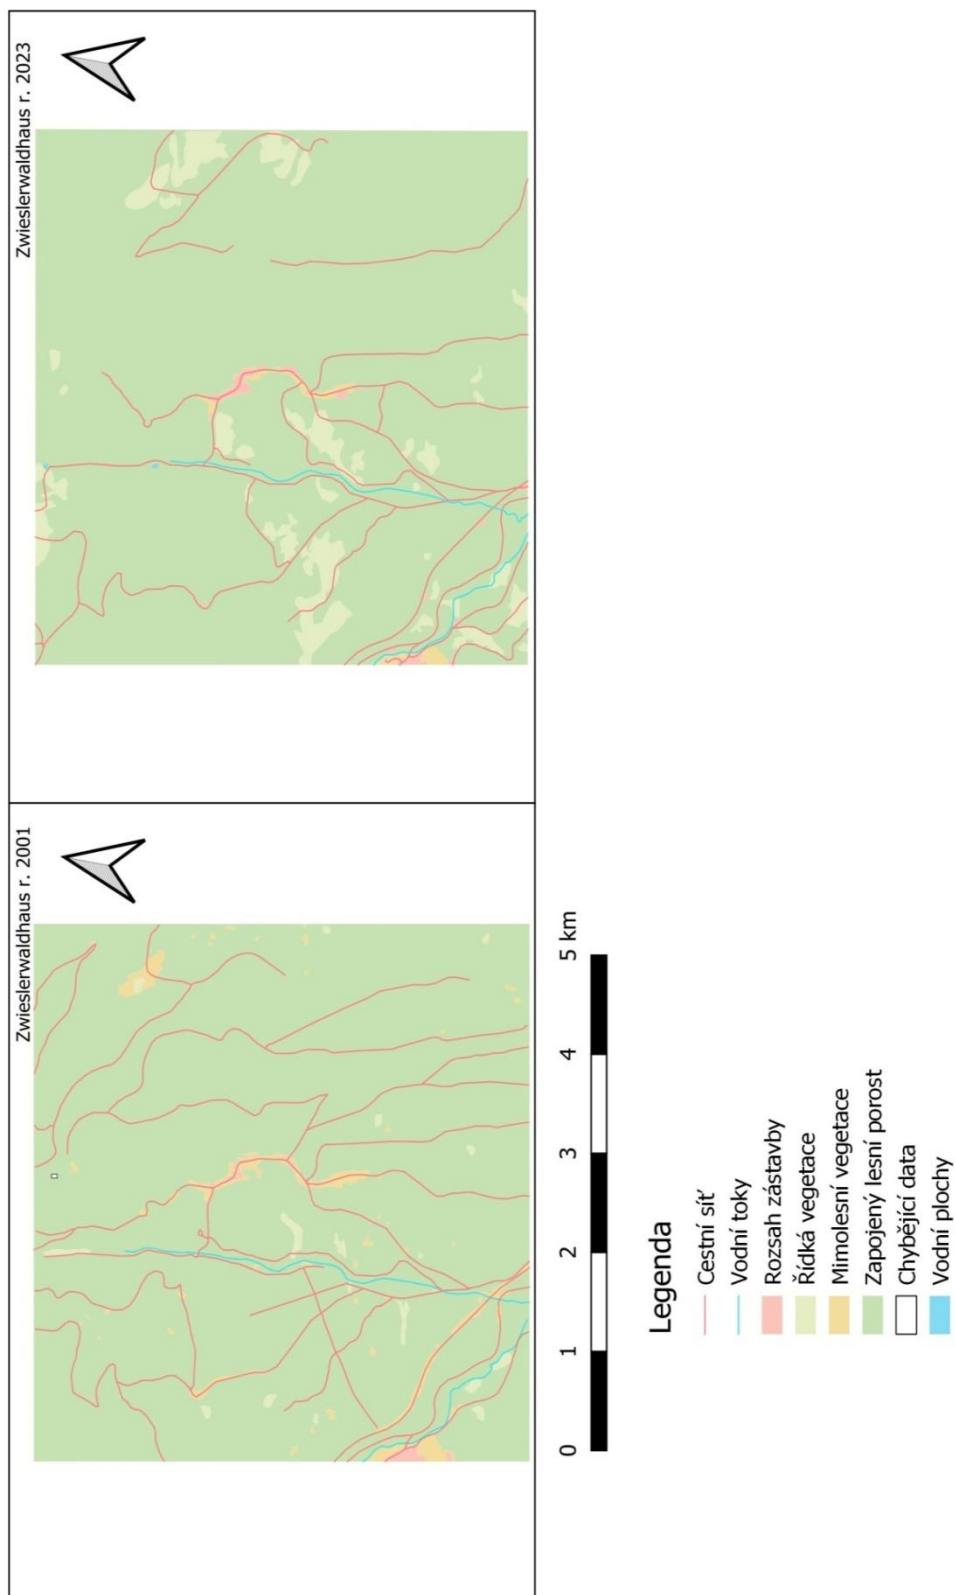 Zwieslerwaldhaus r. 2001
Zwieslerwaldhaus r. 2023
0 1 2 3 4 5 km
Legenda
Cestní síť
Vodní toky
Rozsah zástavby
Řídká vegetace
Mimolesní vegetace
Zapojený lesní porost
Chybějící data
Vodní plochy